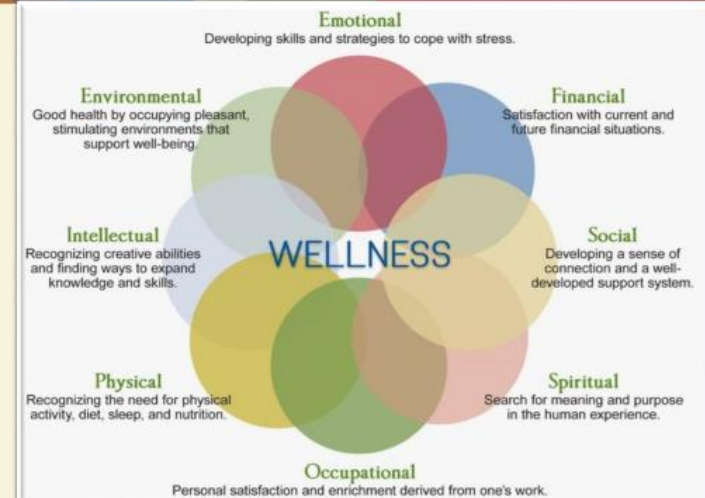 Emotional
Developing skills and strategies to cope with stress.
Environmental
Good health by occupying pleasant,
stimulating environments that
support well-being.
Financial
Satisfaction with current and
future financial situations.
Intellectual
Recognizing creative abilities
and finding ways to expand
knowledge and skills.
WELLNESS
Social
Developing a sense of
connection and a well-
developed support system.
Physical
Recognizing the need for physical
activity, diet, sleep, and nutrition.
Spiritual
Search for meaning and purpose
in the human experience.
Occupational
Personal satisfaction and enrichment derived from one's work.